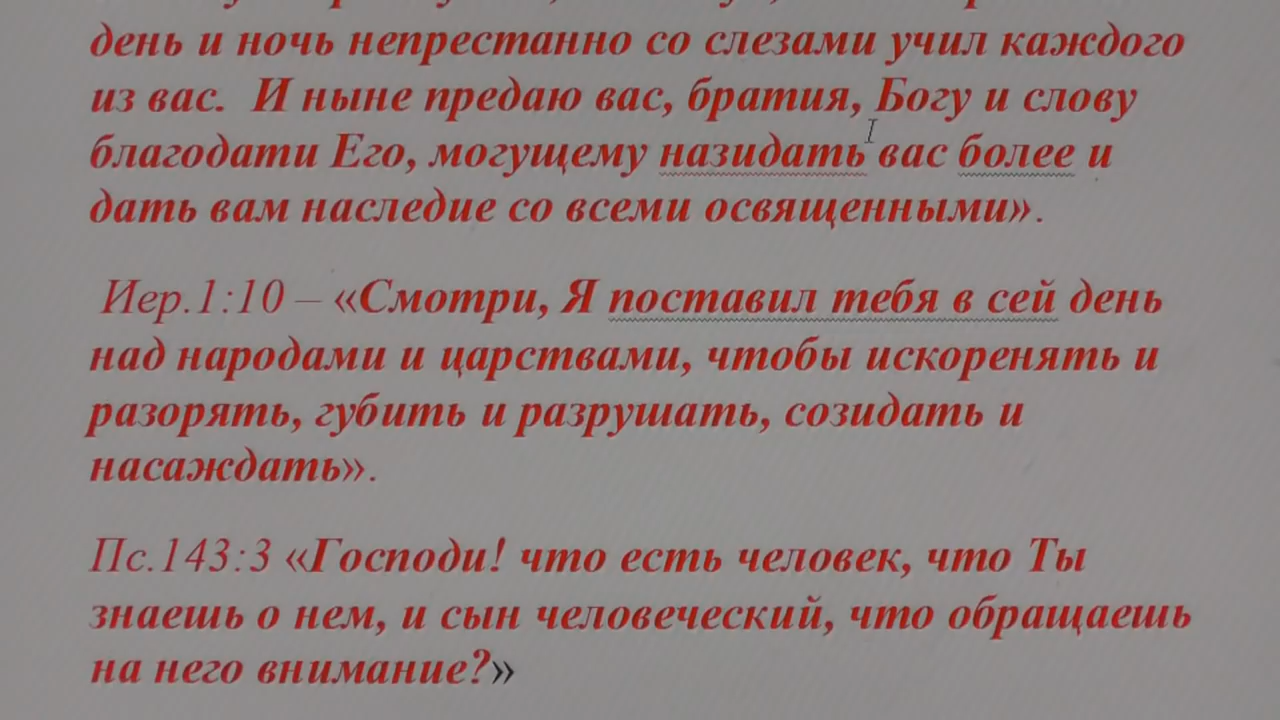 день и ночь непрестанно со слезами учил каждого
из вас. И ныне предаю вас, братия, Богу и слову
благодати Его, могущему назидать вас более и
дать вам наследие со всеми освященными».
Иер.1:10 – «Смотри, Я поставил тебя в сей день
над народами и царствами, чтобы искоренять и
разорять, губить и разрушать, созидать и
насаждать».
Пс.143:3 «Господи! что есть человек, что Ты
знаешь о нем, и сын человеческий, что обращаешь
на него внимание?»